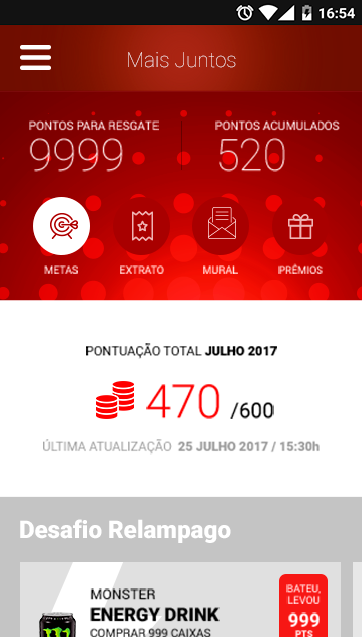 16:54
Mais Juntos
PONTOS PARA RESGATE
9999
PONTOS ACUMULADOS
520
METAS
EXTRATO
MURAL
PRÊMIOS
PONTUAÇÃO TOTAL JULHO 2017
470 /600
ÚLTIMA ATUALIZAÇÃO 25 JULHO 2017 / 15:30h
Desafio Relampago
MONSTER
ENERGY DRINK
COMPRAR 999 CAIXAS
BATEU,
LEVOU
999
PTS